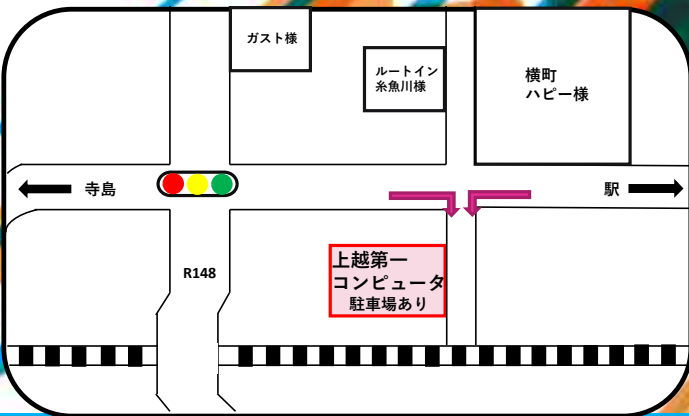 ガスト様
ルートイン
糸魚川様
横町
ハピー様
寺島
駅
R148
上越第一
コンピュータ
駐車場あり